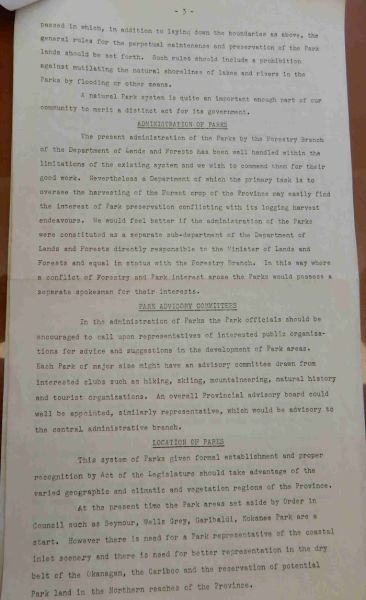 - 3 -
passed in which, in addition to laying down the boundaries as above, the
general rules for the perpetual maintenance and preservation of the Park
lands should be set forth. Such rules should include a prohibition
against mutilating the natural shorelines of lakes and rivers in the
Parks by flooding or other means.
A natural Park system is quite an important enough part of our
community to merit a distinct act for its government.
ADMINISTRATION OF PARKS
The present administration of the Parks by the Forestry Branch
of the Department of Lands and Forests has been well handled within the
limitations of the existing system and we wish to commend them for their
good work. Nevertheless a Department of which the primary task is to
oversee the harvesting of the Forest crop of the Province may easily find
the interest of Park preservation conflicting with its logging harvest
endeavours. We would feel better if the administration of the Parks
were constituted as a separate sub-department of the Department of
Lands and Forests directly responsible to the Minister of Lands and
Forests and equal in status with the Forestry Branch. In this way where
a conflict of Forestry and Park interest arose the Parks would possess a
separate spokesman for their interests.
PARK ADVISORY COMMITTEES
In the administration of Parks the Park officials should be
encouraged to call upon representatives of interested public organiza-
tions for advice and suggestions in the development of Park areas.
Each Park of major size might have an advisory committee drawn from
interested clubs such as hiking, skiing, mountaineering, natural history
and tourist organizations. An overall Provincial advisory board could
well be appointed, similarly representative, which would be advisory to
the central administrative branch.
LOCATION OF PARKS
This system of Parks given formal establishment and proper
recognition by Act of the Legislature should take advantage of the
varied geographic and climatic and vegetation regions of the Province.
At the present time the Park areas set aside by Order in
Council such as Seymour, Wells Grey, Garibaldi, Kokanee Park are a
start. However there is need for a Park representative of the coastal
inlet scenery and there is need for better representation in the dry
belt of the Okanagan, the Cariboo and the reservation of potential
Park land in the Northern reaches of the Province.